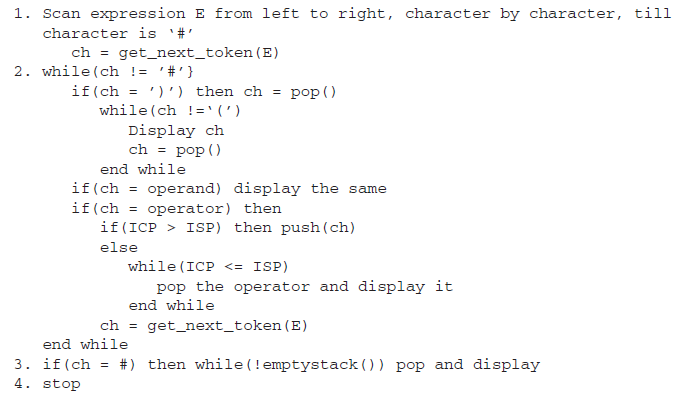 1. Scan expression E from left to right, character by character, till
character is ‘#’
ch = get_next_token(E)
2. while(ch != ‘#’}
if(ch = ’)’) then ch = pop()
while(ch !=‘(’)
Display ch
ch = pop()
end while
if(ch = operand) display the same
if(ch = operator) then
if(ICP > ISP) then push(ch)
else
while(ICP <= ISP)
pop the operator and display it
end while
ch = get_next_token(E)
end while
3. if(ch = #) then while(!emptystack()) pop and display
4. stop